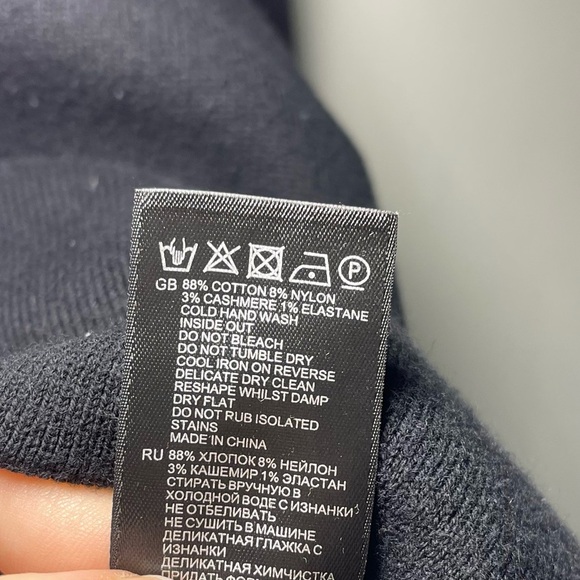 P
GB 88% COTTON 8% NYLON
3% CASHMERE 1% ELASTANE
COLD HAND WASH
INSIDE OUT
DO NOT BLEACH
DO NOT TUMBLE DRY
COOL IRON ON REVERSE
DELICATE DRY CLEAN
RESHAPE WHILST DAMP
DRY FLAT
DO NOT RUB ISOLATED
STAINS
MADE IN CHINA
RU 88% ХЛОПОК 8% НЕЙЛОН
3% КАШЕМИР 1% ЭЛАСТАН
СТИРАТЬ ВРУЧНУЮ В
ХОЛОДНОЙ ВОДЕ С ИЗНАНКИ
НЕ ОТБЕЛИВАТЬ
НЕ СУШИТЬ В МАШИНЕ
ДЕЛИКАТНАЯ ГЛАЖКА С
ИЗНАНКИ
ДЕЛИКАТНАЯ ХИМЧИСТКА
ПРИДАТЬ ФОРМ